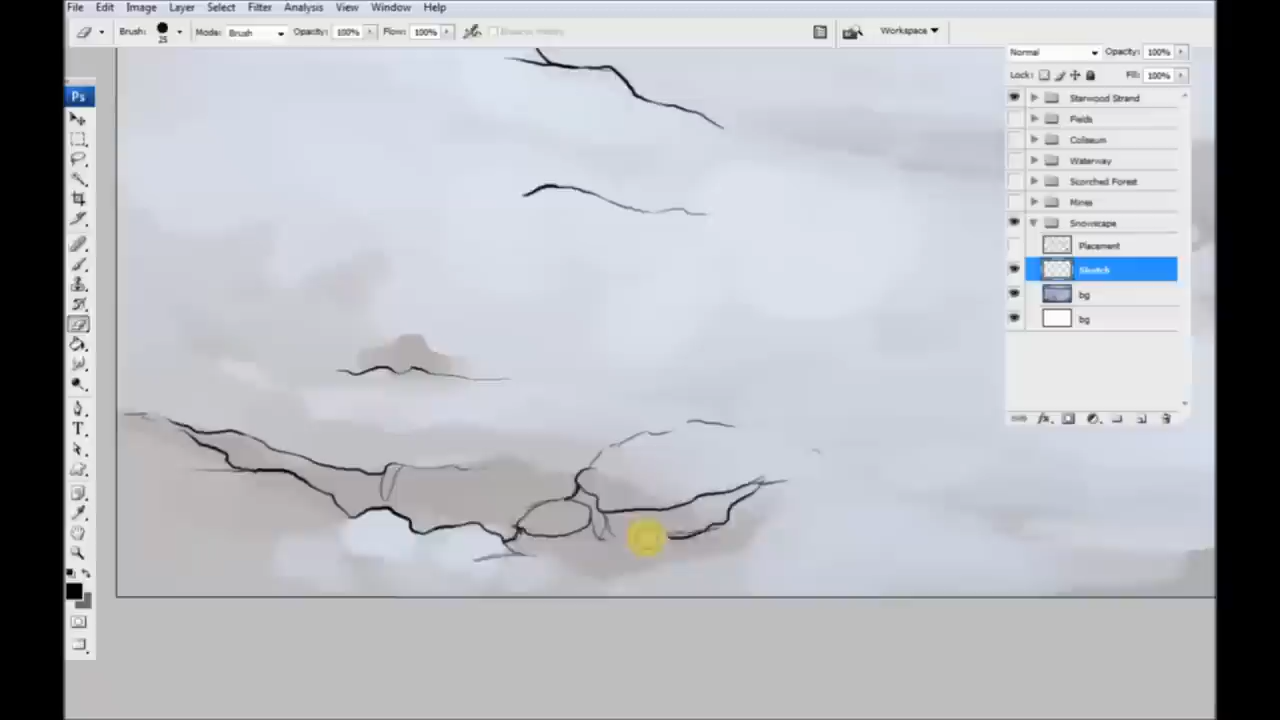 File Edit Image Layer Select Filter Analysis View Window Help
Brush: 25 Mode: Brush Opacity: 100% Flow: 100% Workspace
Normal Opacity: 100%
Lock: Fill: 100%
Ps
Starwood Strand
Fields
Coliseum
Waterway
Scorched Forest
Mines
Snowscape
Placement
Sketch
bg
bg
T